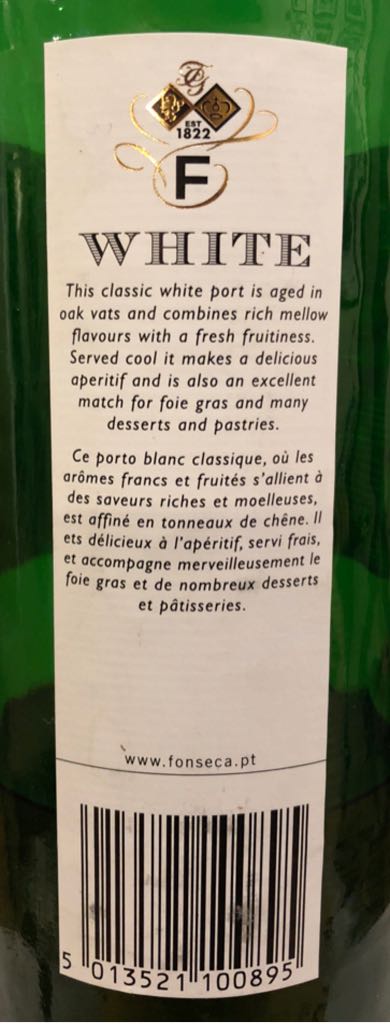 EST
1822
F
WHITE
This classic white port is aged in
oak vats and combines rich mellow
flavours with a fresh fruitiness.
Served cool it makes a delicious
aperitif and is also an excellent
match for foie gras and many
desserts and pastries.
Ce porto blanc classique, où les
arômes francs et fruités s'allient à
des saveurs riches et moelleuses,
est affiné en tonneaux de chêne. Il
ets délicieux à l'apéritif, servi frais,
et accompagne merveilleusement le
foie gras et de nombreux desserts
et pâtisseries.
www.fonseca.pt
5 013521 100895